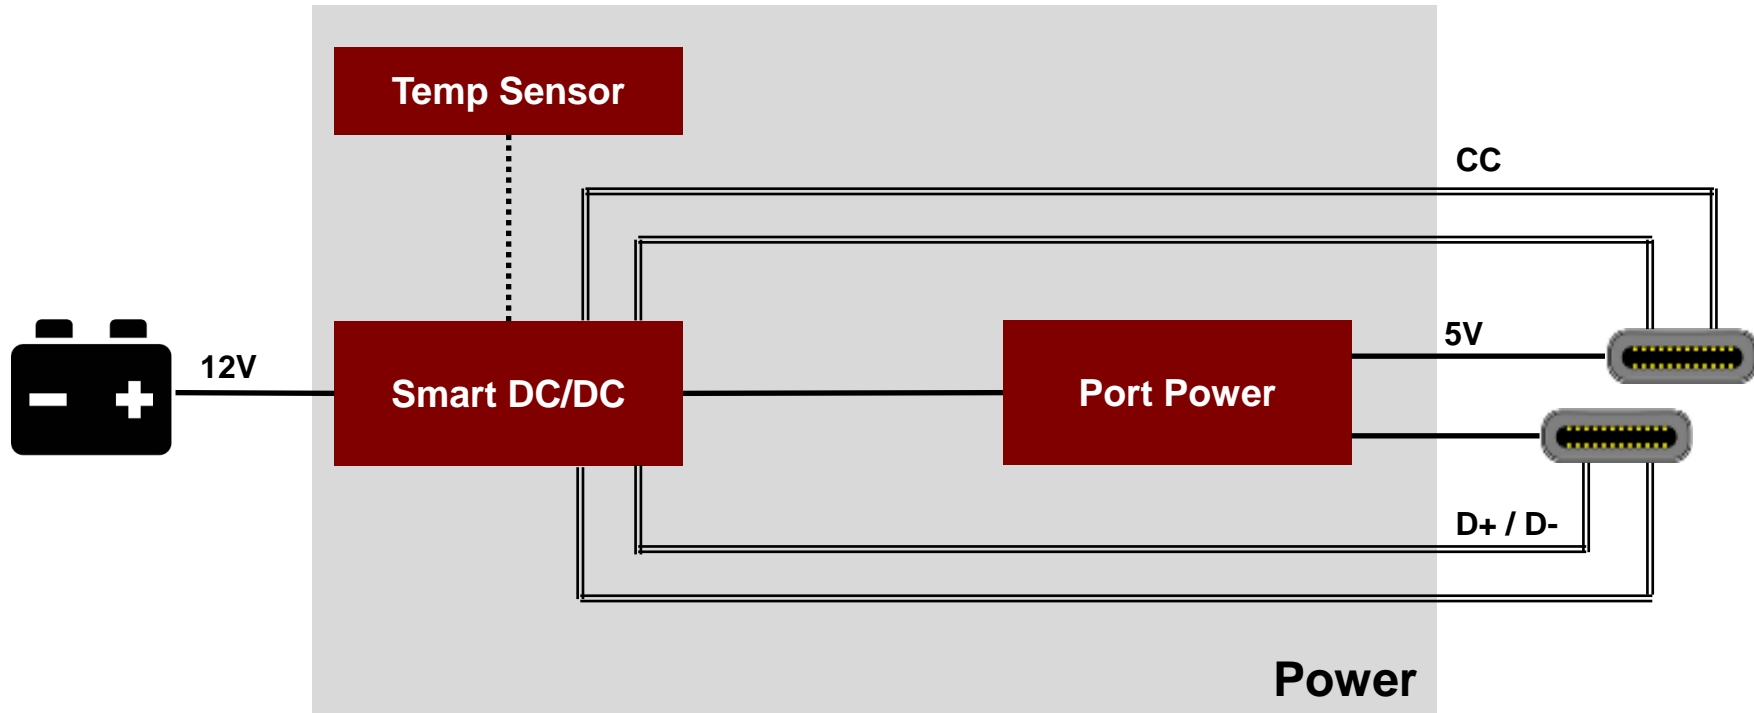 Temp Sensor
CC
12V
Smart DC/DC
Port Power
5V
D+ / D-
Power